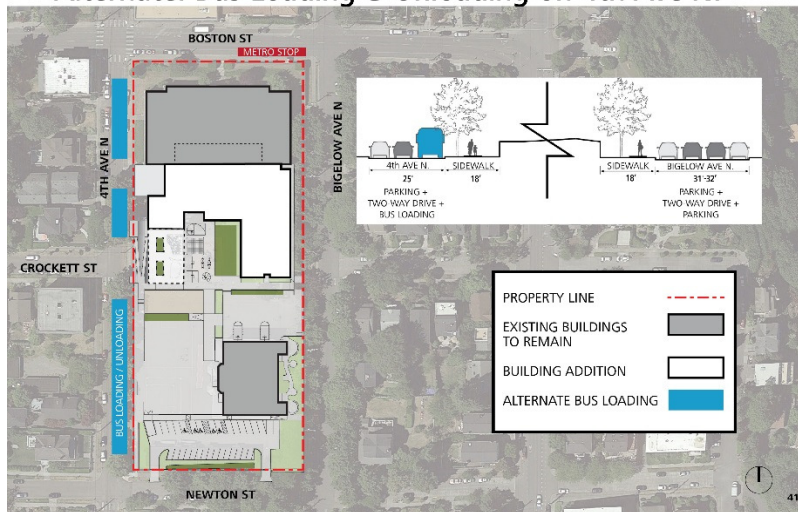 BOSTON ST
METRO STOP
4TH AVE N
BIGELOW AVE N
CROCKETT ST
BUS LOADING / UNLOADING
NEWTON ST
4TH AVE N.
SIDEWALK
SIDEWALK
BIGELOW AVE N.
25'
18'
18'
31'-32'
PARKING +
TWO-WAY DRIVE +
BUS LOADING
PARKING +
TWO-WAY DRIVE +
PARKING
PROPERTY LINE
EXISTING BUILDINGS
TO REMAIN
BUILDING ADDITION
ALTERNATE BUS LOADING
41